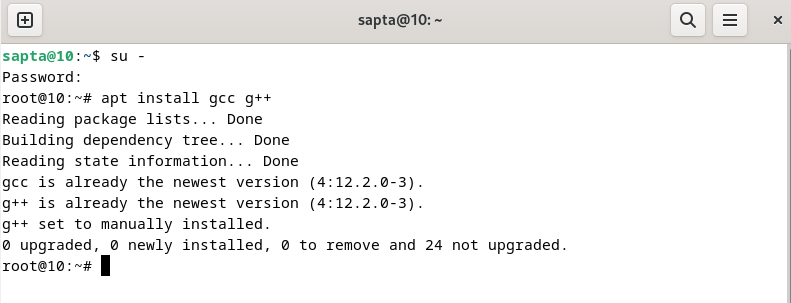 sapta@10: ~
sapta@10:~$ su -
Password:
root@10:~# apt install gcc g++
Reading package lists... Done
Building dependency tree... Done
Reading state information... Done
gcc is already the newest version (4:12.2.0-3).
g++ is already the newest version (4:12.2.0-3).
g++ set to manually installed.
0 upgraded, 0 newly installed, 0 to remove and 24 not upgraded.
root@10:~#